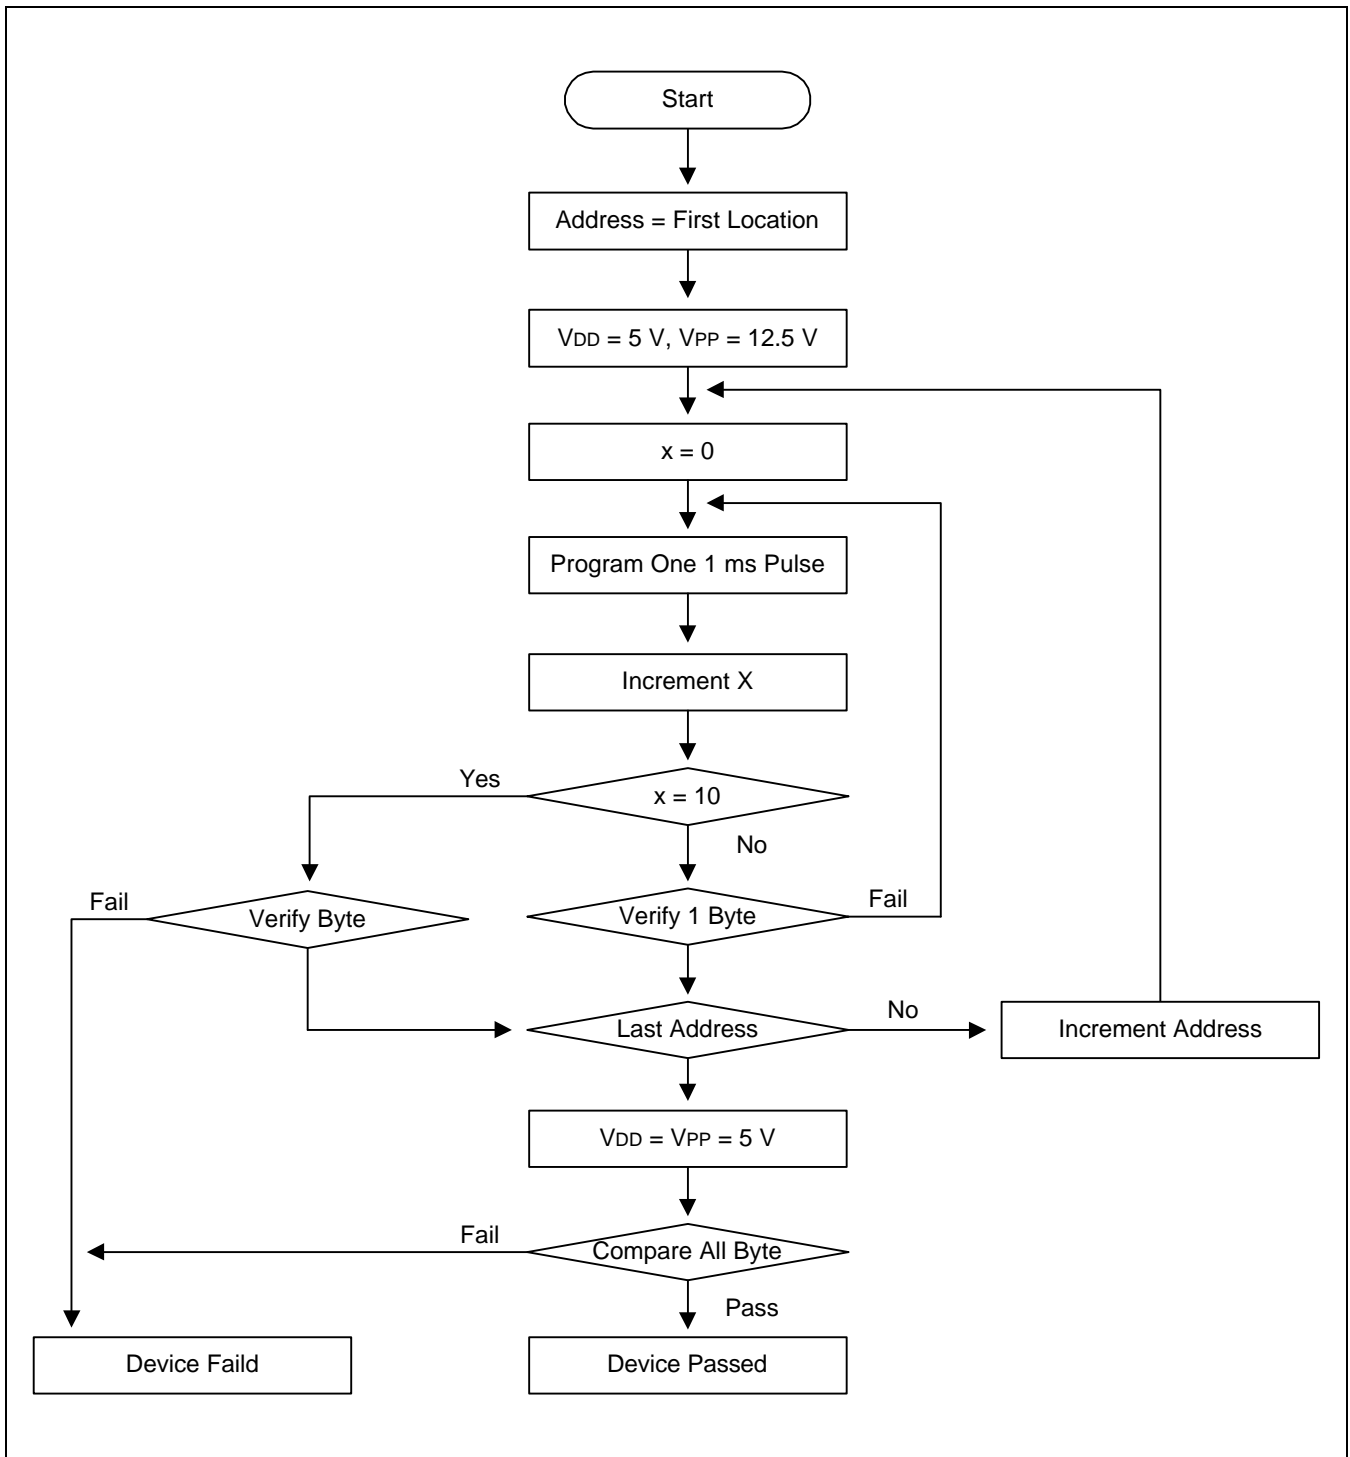 Start
Address = First Location
VDD = 5 V, VPP = 12.5 V
x = 0
Program One 1 ms Pulse
Increment X
Yes
x = 10
No
Fail
Verify Byte
Verify 1 Byte
Fail
Last Address
No
Increment Address
VDD = VPP = 5 V
Fail
Compare All Byte
Pass
Device Faild
Device Passed